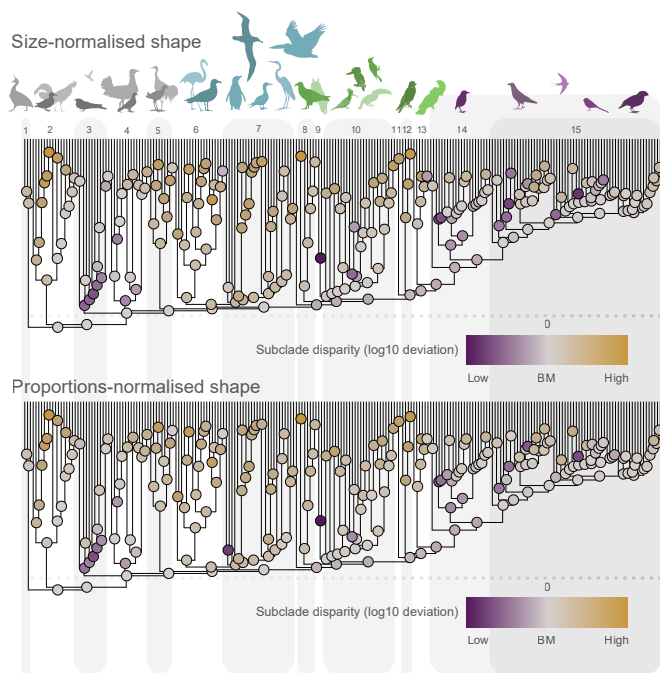 Size-normalised shape
1 2 3 4 5 6 7 8 9 10 11 12 13 14 15
0
Subclade disparity (log10 deviation)
Low BM High
Proportions-normalised shape
0
Subclade disparity (log10 deviation)
Low BM High